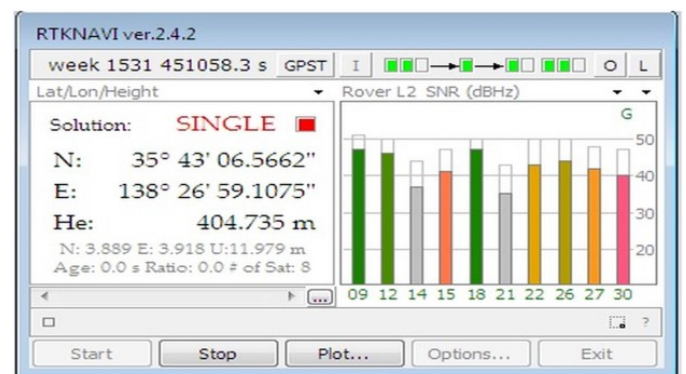 RTKNAVI ver.2.4.2
week 1531 451058.3 s GPST I O L
Lat/Lon/Height Rover L2 SNR (dBHz)
Solution: SINGLE
N: 35° 43' 06.5662"
E: 138° 26' 59.1075"
He: 404.735 m
N: 3.889 E: 3.918 U:11.979 m
Age: 0.0 s Ratio: 0.0 # of Sat: 8
G
50
40
30
20
09 12 14 15 18 21 22 26 27 30
...
?
Start Stop Plot... Options... Exit